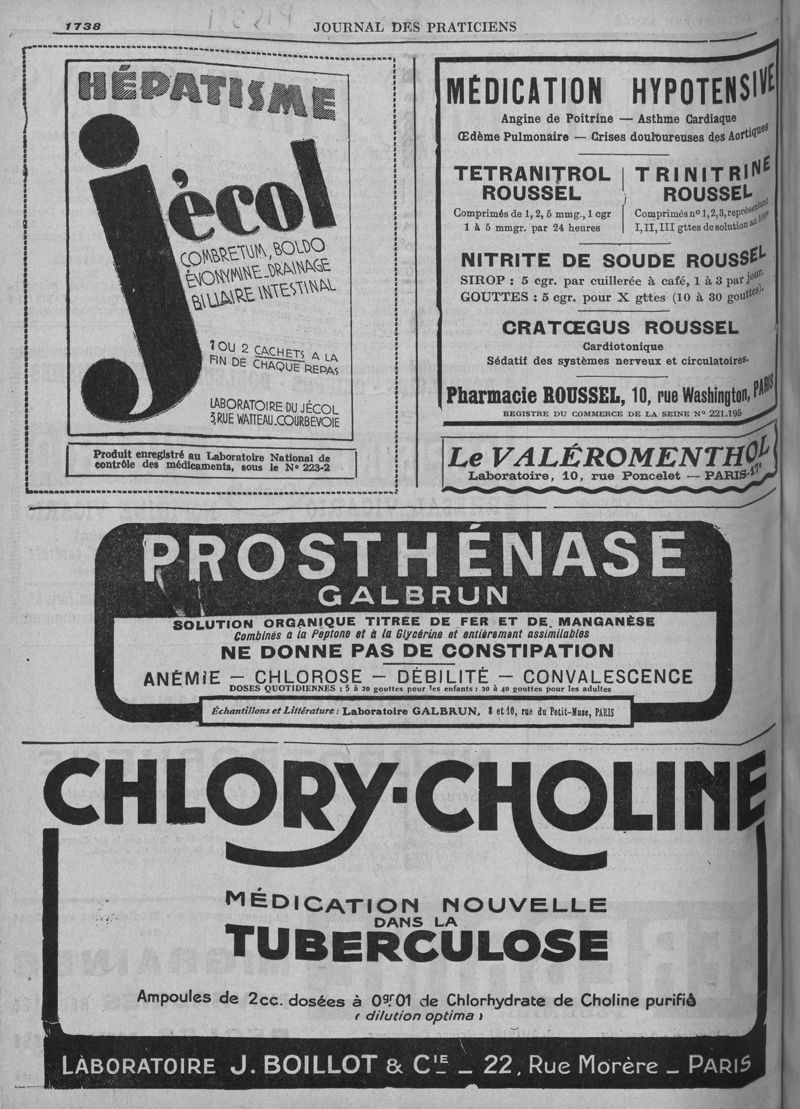 1738
JOURNAL DES PRATICIENS
HÉPATISME
jécol
COMBRETUM, BOLDO
ÉVONYMINE_DRAINAGE
BILIAIRE INTESTINAL
1 OU 2 CACHETS A LA
FIN DE CHAQUE REPAS
LABORATOIRE DU JÉCOL
3, RUE WATTEAU_COURBEVOIE
Produit enregistré au Laboratoire National de
contrôle des médicaments, sous le No 223-2
MÉDICATION HYPOTENSIVE
Angine de Poitrine — Asthme Cardiaque
Œdème Pulmonaire — Crises douloureuses des Aortiques
TETRANITROL
ROUSSEL
Comprimés de 1, 2, 5 mmg., 1 cgr
1 à 5 mmgr. par 24 heures
TRINITRINE
ROUSSEL
Comprimés no 1, 2, 3, représentant
I, II, III gttes de solution au 100e
NITRITE DE SOUDE ROUSSEL
SIROP : 5 cgr. par cuillerée à café, 1 à 3 par jour.
GOUTTES : 5 cgr. pour X gttes (10 à 30 gouttes).
CRATŒGUS ROUSSEL
Cardiotonique
Sédatif des systèmes nerveux et circulatoires.
Pharmacie ROUSSEL, 10, rue Washington, PARIS
REGISTRE DU COMMERCE DE LA SEINE No 221.195
Le VALÉROMENTHOL
Laboratoire, 10, rue Poncelet — PARIS-17e
PROSTHÉNASE
GALBRUN
SOLUTION ORGANIQUE TITRÉE DE FER ET DE MANGANÈSE
Combinés a la Peptone et à la Glycérine et entièrement assimilables
NE DONNE PAS DE CONSTIPATION
ANÉMIE — CHLOROSE — DÉBILITÉ — CONVALESCENCE
DOSES QUOTIDIENNES : 5 à 20 gouttes pour les enfants : 20 à 40 gouttes pour les adultes
Échantillons et Littérature : Laboratoire GALBRUN, 8 et 10, rue du Petit-Musc, PARIS
CHLORY-CHOLINE
MÉDICATION NOUVELLE
DANS LA
TUBERCULOSE
Ampoules de 2cc. dosées à 0gr01 de Chlorhydrate de Choline purifié
( dilution optima )
LABORATOIRE J. BOILLOT & CIE _ 22, RUE MORÈRE _ PARIS